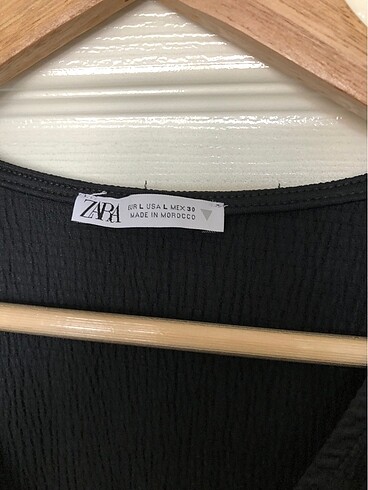 ZARA
EUR L USA L MEX 30
MADE IN MOROCCO